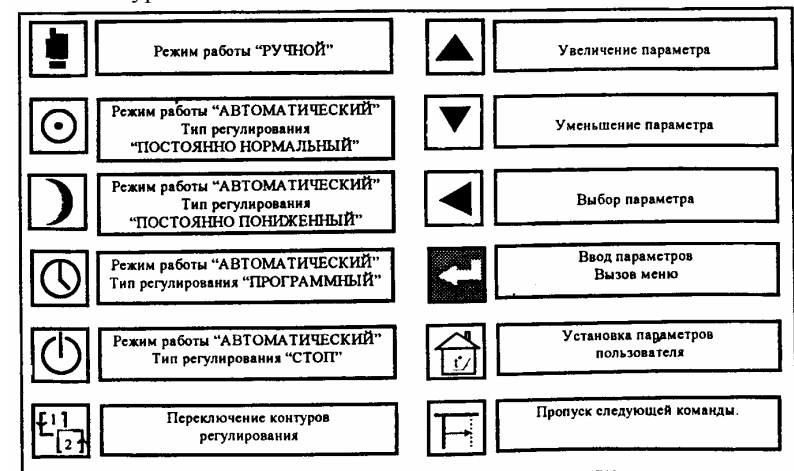 Режим работы “РУЧНОЙ”
Увеличение параметра
Режим работы “АВТОМАТИЧЕСКИЙ”
Тип регулирования
“ПОСТОЯННО НОРМАЛЬНЫЙ”
Уменьшение параметра
Режим работы “АВТОМАТИЧЕСКИЙ”
Тип регулирования
“ПОСТОЯННО ПОНИЖЕННЫЙ”
Выбор параметра
Режим работы “АВТОМАТИЧЕСКИЙ”
Тип регулирования “ПРОГРАММНЫЙ”
Ввод параметров
Вызов меню
Режим работы “АВТОМАТИЧЕСКИЙ”
Тип регулирования “СТОП”
i/
Установка параметров
пользователя
1
2
Переключение контуров
регулирования
Пропуск следующей команды.